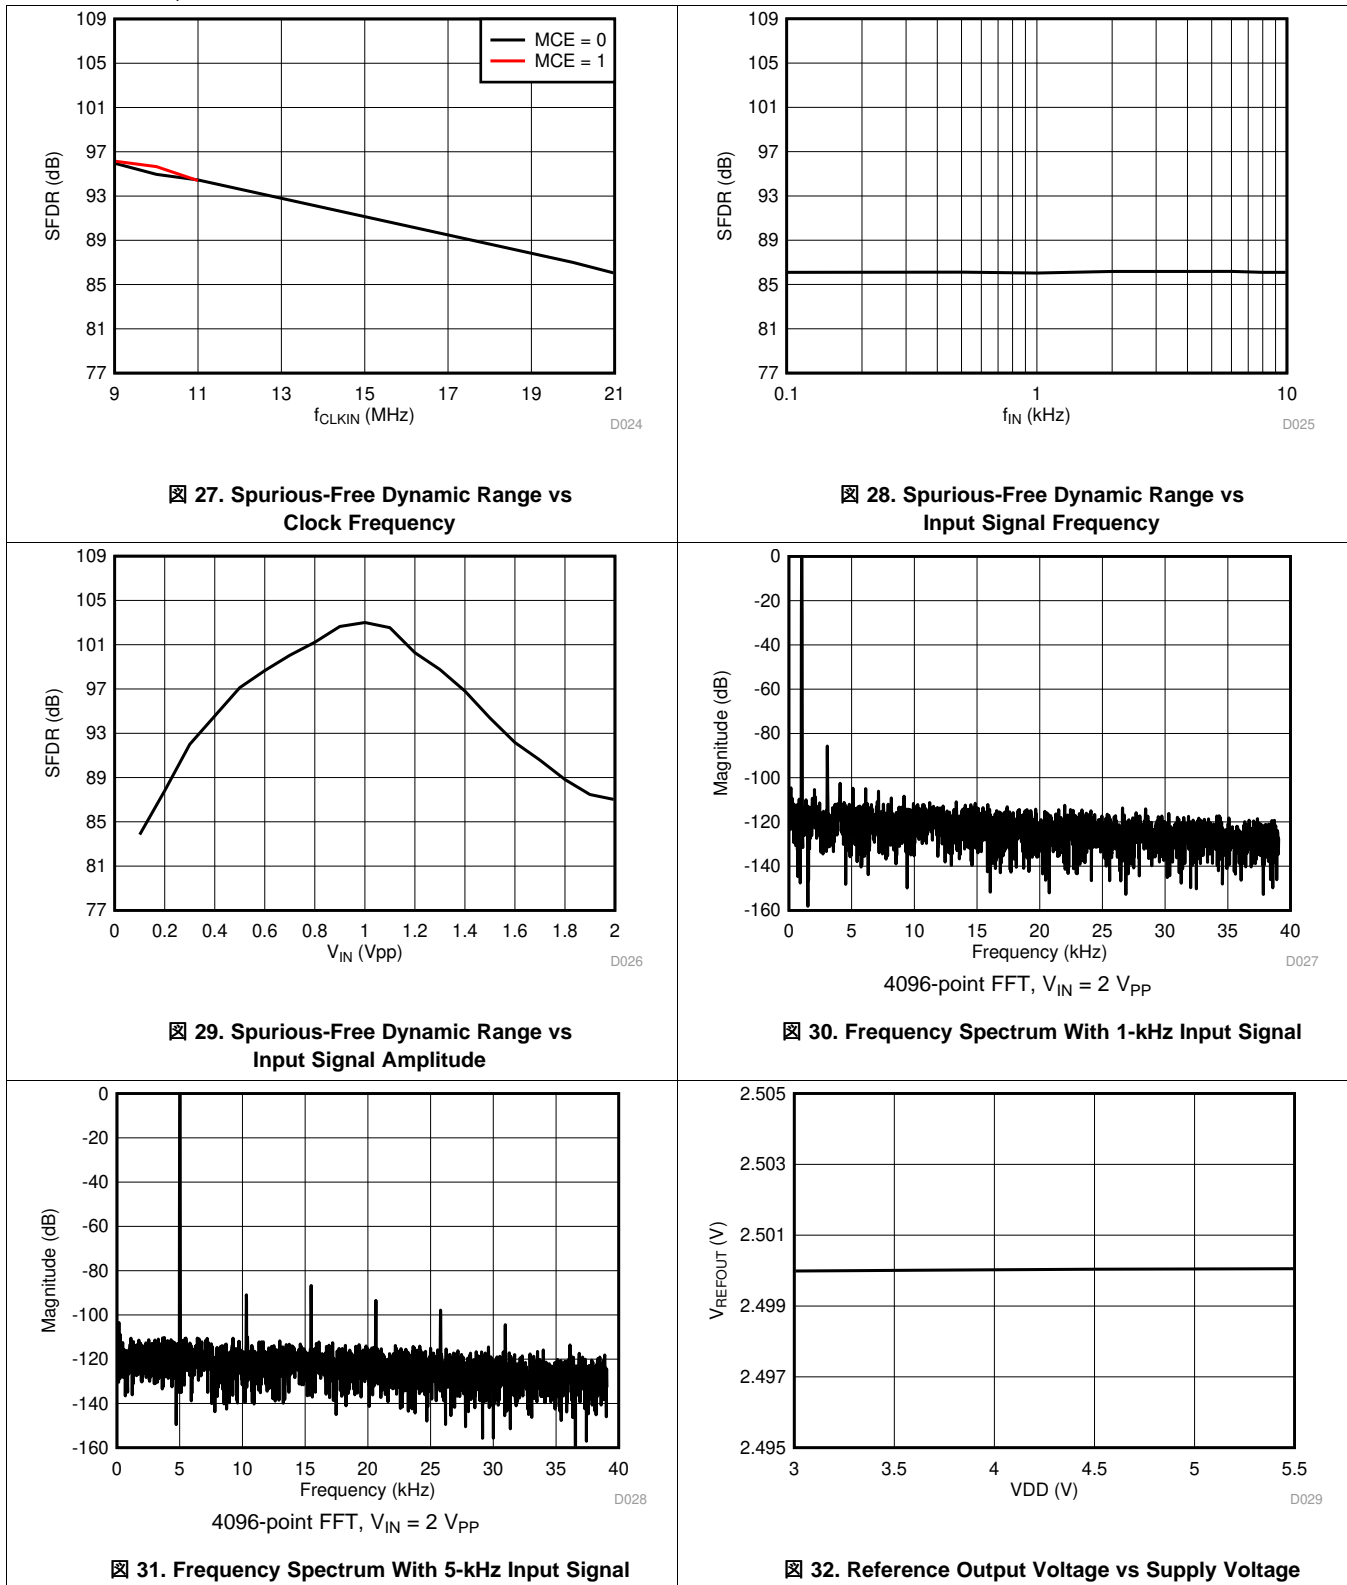 109
105
101
97
93
89
85
81
77
SFDR (dB)
MCE = 0
MCE = 1
9 11 13 15 17 19 21
fCLKIN (MHz)
D024
図 27. Spurious-Free Dynamic Range vs
Clock Frequency
109
105
101
97
93
89
85
81
77
SFDR (dB)
0.1 1 10
fIN (kHz)
D025
図 28. Spurious-Free Dynamic Range vs
Input Signal Frequency
109
105
101
97
93
89
85
81
77
SFDR (dB)
0 0.2 0.4 0.6 0.8 1 1.2 1.4 1.6 1.8 2
VIN (Vpp)
D026
図 29. Spurious-Free Dynamic Range vs
Input Signal Amplitude
0
-20
-40
-60
-80
-100
-120
-140
-160
Magnitude (dB)
0 5 10 15 20 25 30 35 40
Frequency (kHz)
D027
4096-point FFT, VIN = 2 VPP
図 30. Frequency Spectrum With 1-kHz Input Signal
0
-20
-40
-60
-80
-100
-120
-140
-160
Magnitude (dB)
0 5 10 15 20 25 30 35 40
Frequency (kHz)
D028
4096-point FFT, VIN = 2 VPP
図 31. Frequency Spectrum With 5-kHz Input Signal
2.505
2.503
2.501
2.499
2.497
2.495
VREFOUT (V)
3 3.5 4 4.5 5 5.5
VDD (V)
D029
図 32. Reference Output Voltage vs Supply Voltage